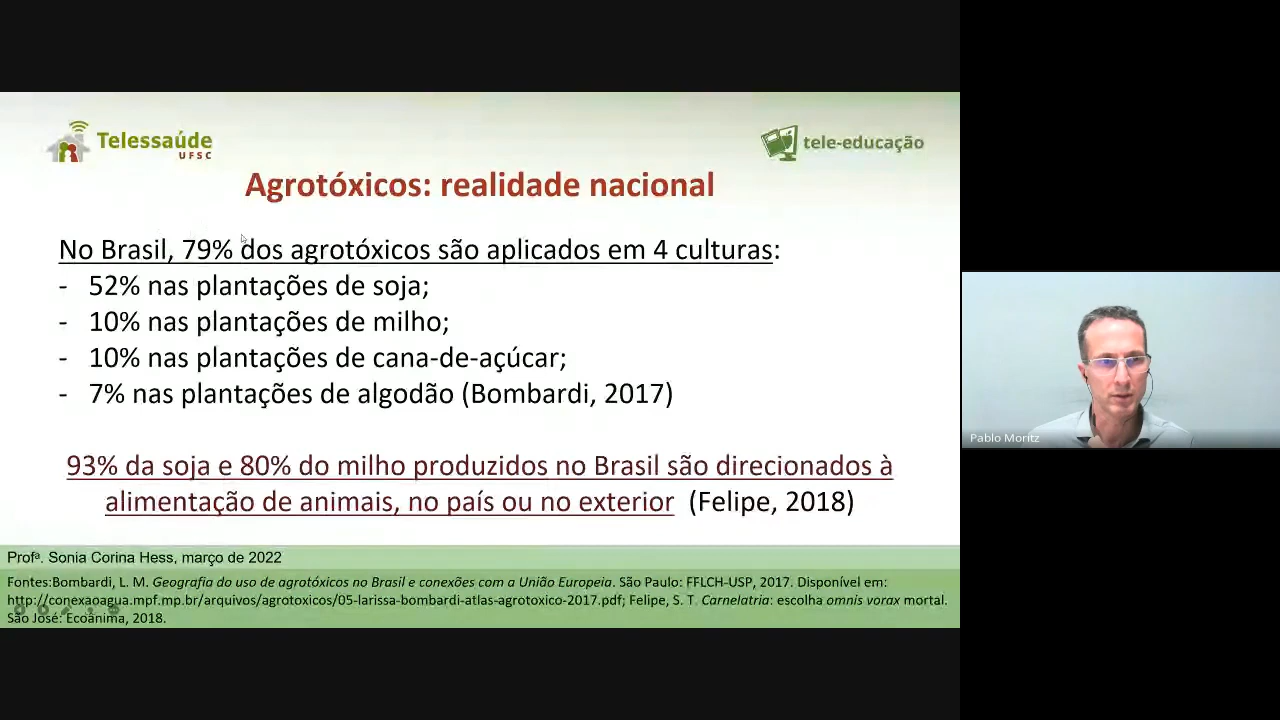 Telessaúde
UFSC
tele-educação
Agrotóxicos: realidade nacional
No Brasil, 79% dos agrotóxicos são aplicados em 4 culturas:
- 52% nas plantações de soja;
- 10% nas plantações de milho;
- 10% nas plantações de cana-de-açúcar;
- 7% nas plantações de algodão (Bombardi, 2017)
93% da soja e 80% do milho produzidos no Brasil são direcionados à
alimentação de animais, no país ou no exterior (Felipe, 2018)
Profª. Sonia Corina Hess, março de 2022
Fontes:Bombardi, L. M. Geografia do uso de agrotóxicos no Brasil e conexões com a União Europeia. São Paulo: FFLCH-USP, 2017. Disponível em:
http://conexaoagua.mpf.mp.br/arquivos/agrotoxicos/05-larissa-bombardi-atlas-agrotoxico-2017.pdf; Felipe, S. T. Carnelatria: escolha omnis vorax mortal.
São José: Ecoânima, 2018.
Pablo Moritz